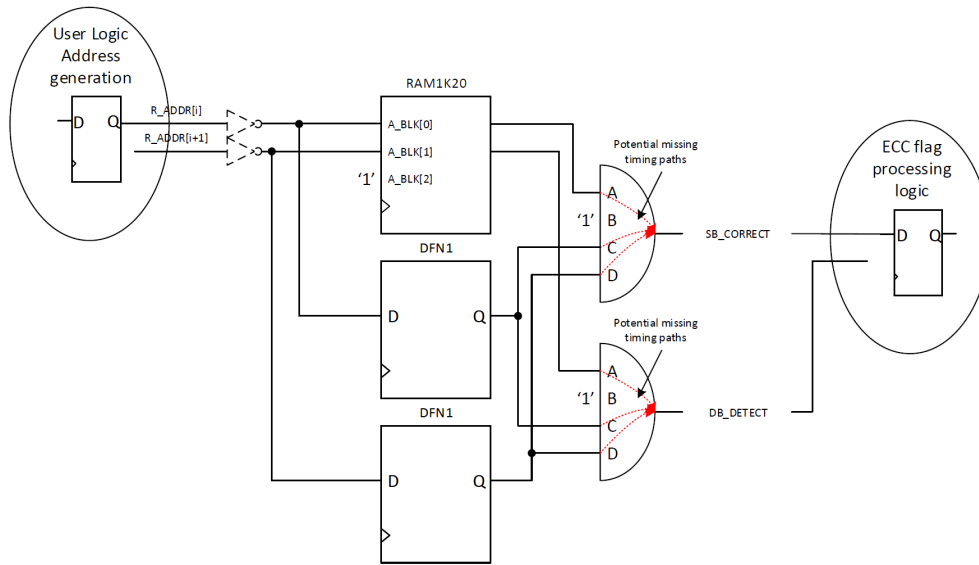 User Logic
Address
generation
D
Q
R_ADDR[i]
R_ADDR[i+1]
RAM1K20
A_BLK[0]
A_BLK[1]
'1'
A_BLK[2]
DFN1
D
Q
DFN1
D
Q
Potential missing
timing paths
A
'1'
B
C
D
SB_CORRECT
Potential missing
timing paths
A
'1'
B
C
D
DB_DETECT
ECC flag
processing
logic
D
Q